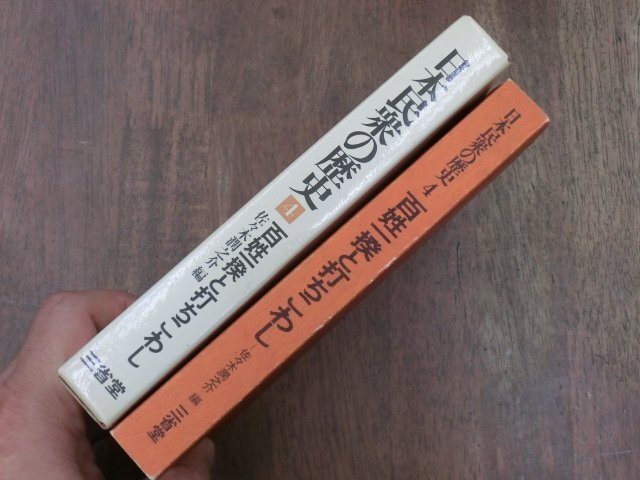 日本民衆の歴史
4
百姓一揆と打ちこわし
佐々木潤之介 編
三省堂
日本民衆の歴史 4
百姓一揆と打ちこわし
佐々木潤之介 編
三省堂